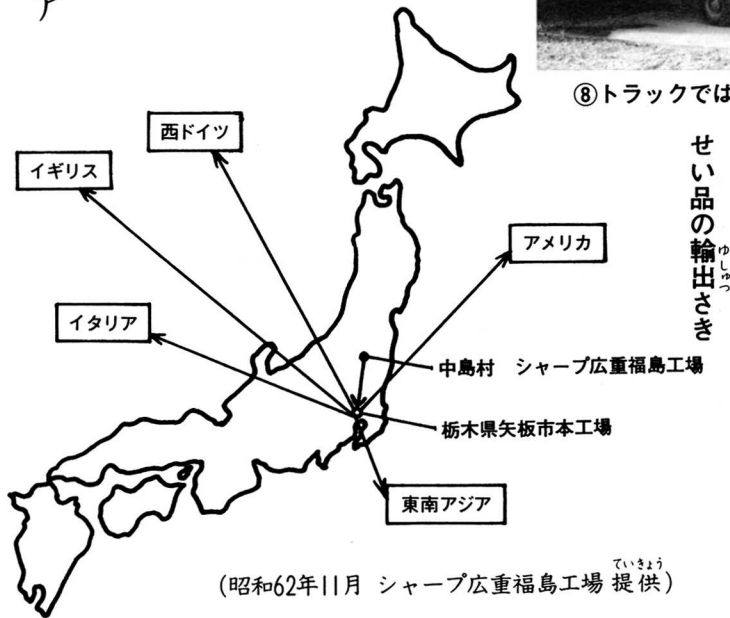 ⑧トラックでは
せい品の輸出さき
ゆしゅつ
西ドイツ
イギリス
アメリカ
イタリア
中島村 シャープ広重福島工場
栃木県矢板市本工場
東南アジア
ていきょう
(昭和62年11月 シャープ広重福島工場 提供)